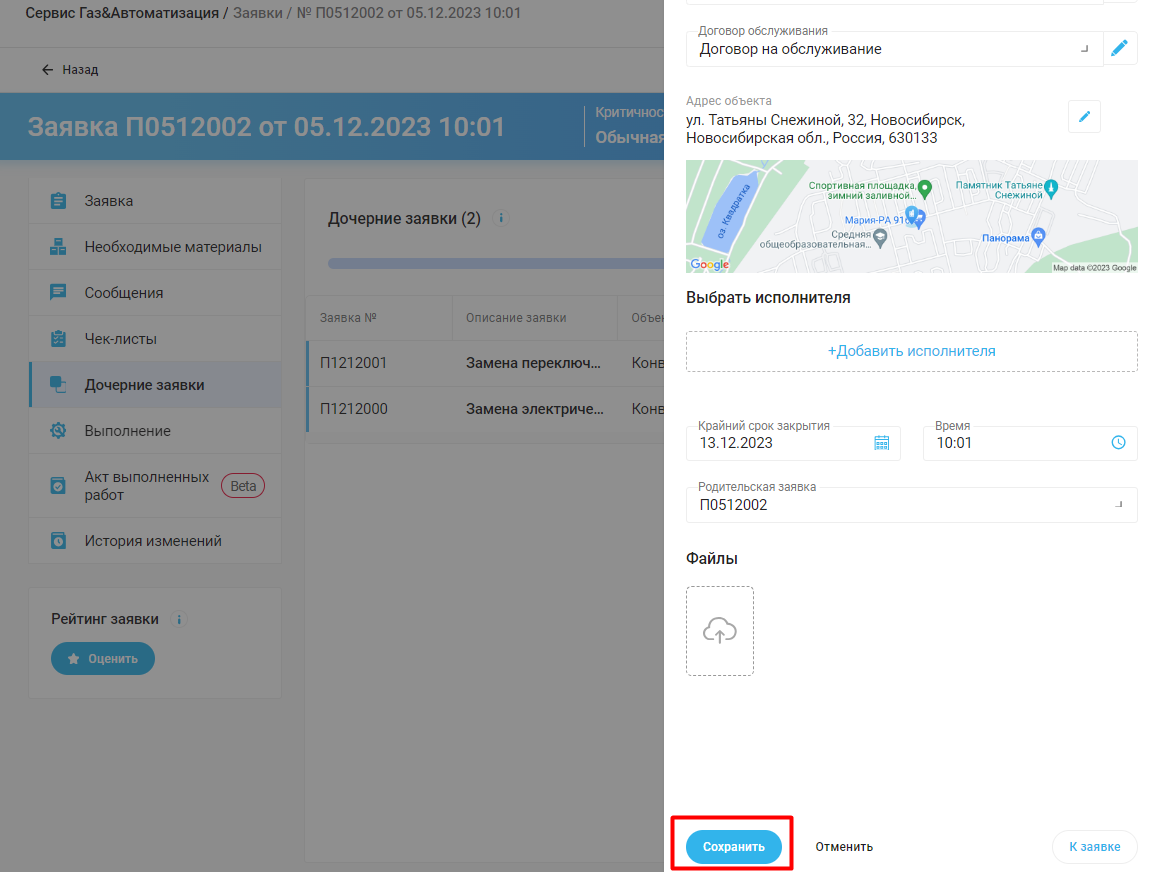 Сервис Газ&Автоматизация / Заявки / № П0512002 от 05.12.2023 10:01
Назад
Заявка П0512002 от 05.12.2023 10:01
Обычная
Заявка
Необходимые материалы
Сообщения
Чек-листы
Дочерние заявки
Выполнение
Акт выполненных
работ
Beta
История изменений
Рейтинг заявки
Оценить
Дочерние заявки (2)
Заявка № Описание заявки
П1212001 Замена переключ...
П1212000 Замена электриче...
Договор обслуживания
Договор на обслуживание
Адрес объекта
ул. Татьяны Снежиной, 32, Новосибирск,
Новосибирская обл., Россия, 630133
оз. Квадратка
Спортивная площадка,
зимний заливной...
Памятник Татьяне
Снежиной
Мария-РА
Средняя
общеобразовательная...
Панорама
Google
Map data ©2023 Google
Выбрать исполнителя
+Добавить исполнителя
Крайний срок закрытия
13.12.2023
Время
10:01
Родительская заявка
П0512002
Файлы
Сохранить
Отменить
К заявке